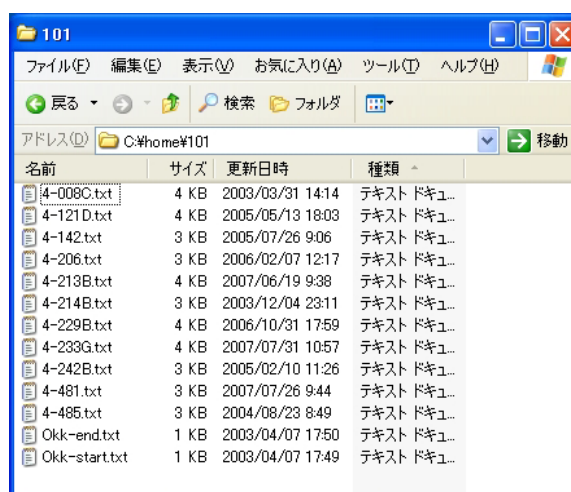 101
ファイル(F) 編集(E) 表示(V) お気に入り(A) ツール(T) ヘルプ(H)
戻る 検索 フォルダ
アドレス(D) C:¥home¥101 移動
名前 サイズ 更新日時 種類
4-008C.txt 4 KB 2003/03/31 14:14 テキスト ドキュ...
4-121D.txt 4 KB 2005/05/13 18:03 テキスト ドキュ...
4-142.txt 3 KB 2005/07/26 9:06 テキスト ドキュ...
4-206.txt 3 KB 2006/02/07 12:17 テキスト ドキュ...
4-213B.txt 4 KB 2007/06/19 9:38 テキスト ドキュ...
4-214B.txt 3 KB 2003/12/04 23:11 テキスト ドキュ...
4-229B.txt 4 KB 2006/10/31 17:59 テキスト ドキュ...
4-233G.txt 4 KB 2007/07/31 10:57 テキスト ドキュ...
4-242B.txt 3 KB 2005/02/10 11:26 テキスト ドキュ...
4-481.txt 3 KB 2007/07/26 9:44 テキスト ドキュ...
4-485.txt 3 KB 2004/08/23 8:49 テキスト ドキュ...
Okk-end.txt 1 KB 2003/04/07 17:50 テキスト ドキュ...
Okk-start.txt 1 KB 2003/04/07 17:49 テキスト ドキュ...